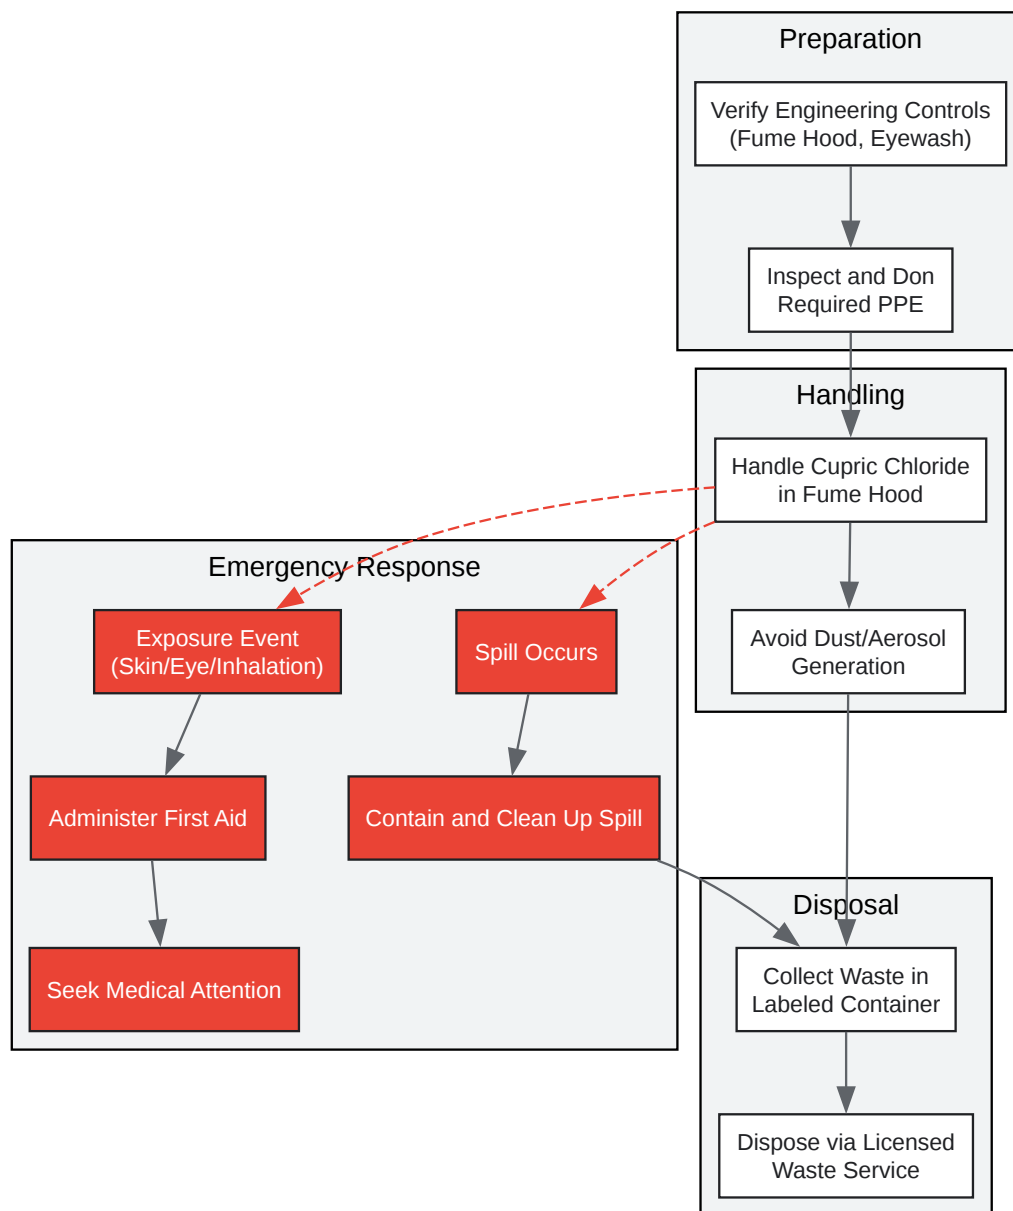 Preparation
Verify Engineering Controls
(Fume Hood, Eyewash)
Inspect and Don
Required PPE
Handling
Handle Cupric Chloride
in Fume Hood
Avoid Dust/Aerosol
Generation
Emergency Response
Exposure Event
(Skin/Eye/Inhalation)
Spill Occurs
Administer First Aid
Contain and Clean Up Spill
Seek Medical Attention
Disposal
Collect Waste in
Labeled Container
Dispose via Licensed
Waste Service